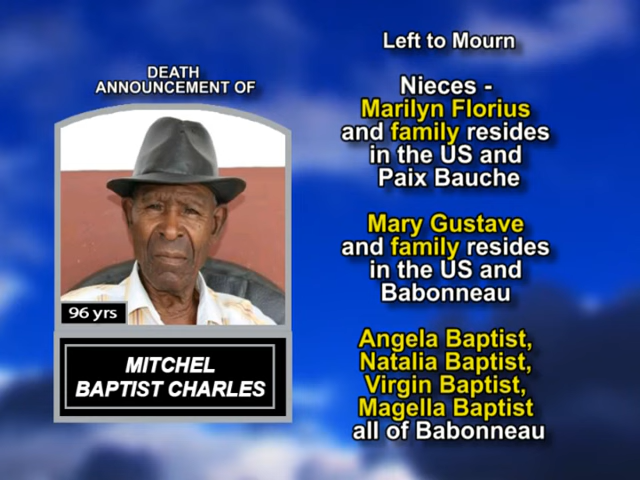 DEATH
ANNOUNCEMENT OF
96 yrs
MITCHEL
BAPTIST CHARLES
Left to Mourn
Nieces -
Marilyn Florius
and family resides
in the US and
Paix Bauche
Mary Gustave
and family resides
in the US and
Babonneau
Angela Baptist,
Natalia Baptist,
Virgin Baptist,
Magella Baptist
all of Babonneau